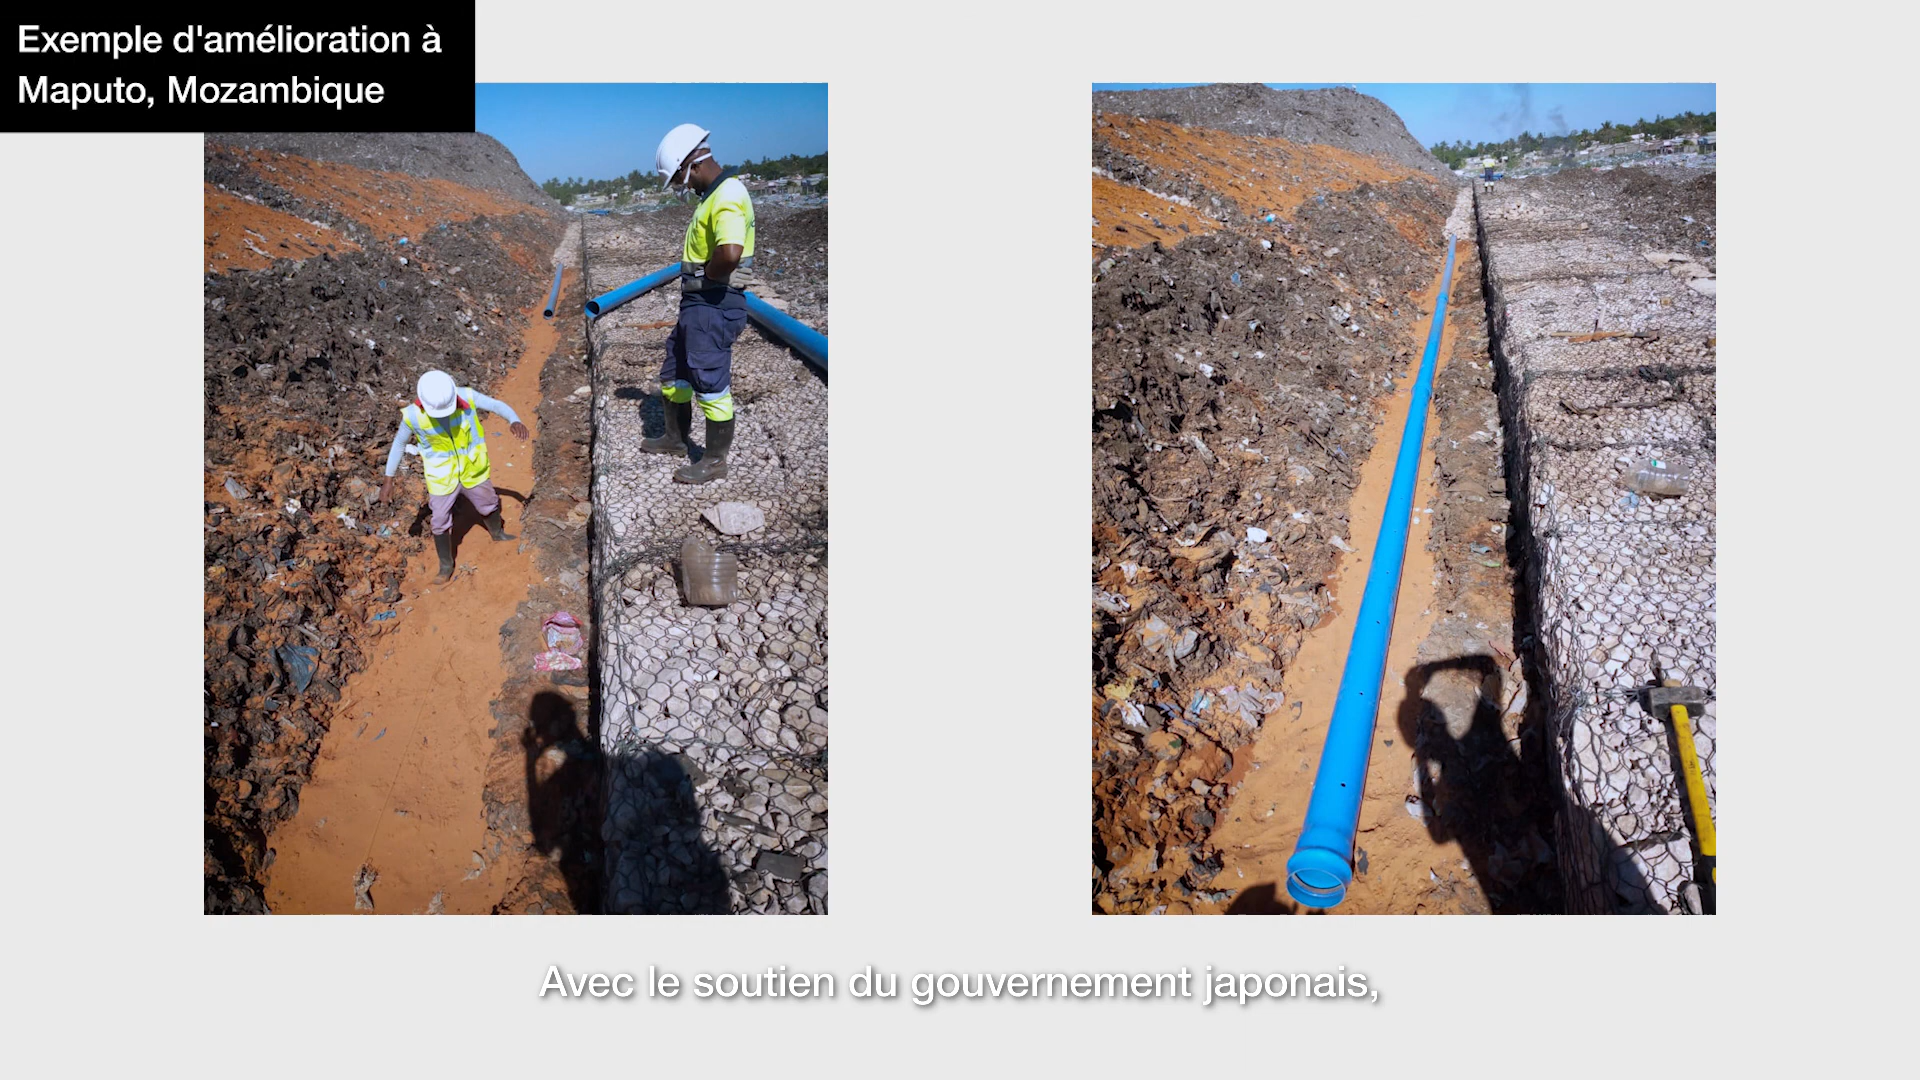 Exemple d'amélioration à
Maputo, Mozambique
Avec le soutien du gouvernement japonais,